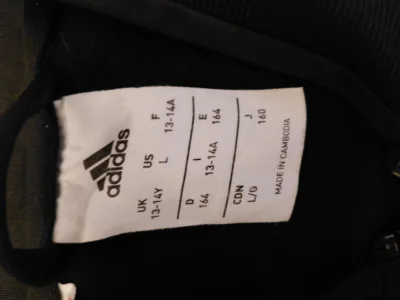 adidas
UK US F
13-14Y L 13-14A
D I E
164 13-14A 164
CDN J
L/G 160
MADE IN CAMBODIA